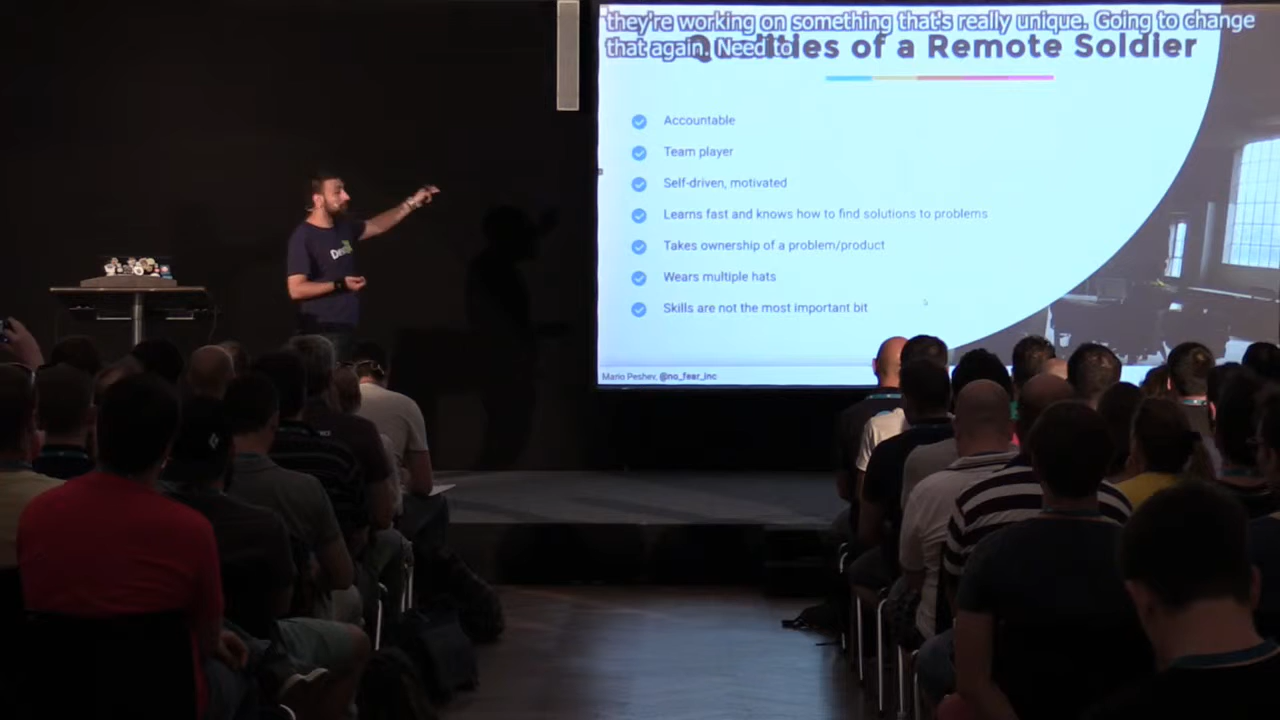 they're working on something that's really unique. Going to change
that again. Need to
Qualities of a Remote Soldier
Accountable
Team player
Self-driven, motivated
Learns fast and knows how to find solutions to problems
Takes ownership of a problem/product
Wears multiple hats
Skills are not the most important bit
Mario Peshev, @no_fear_inc